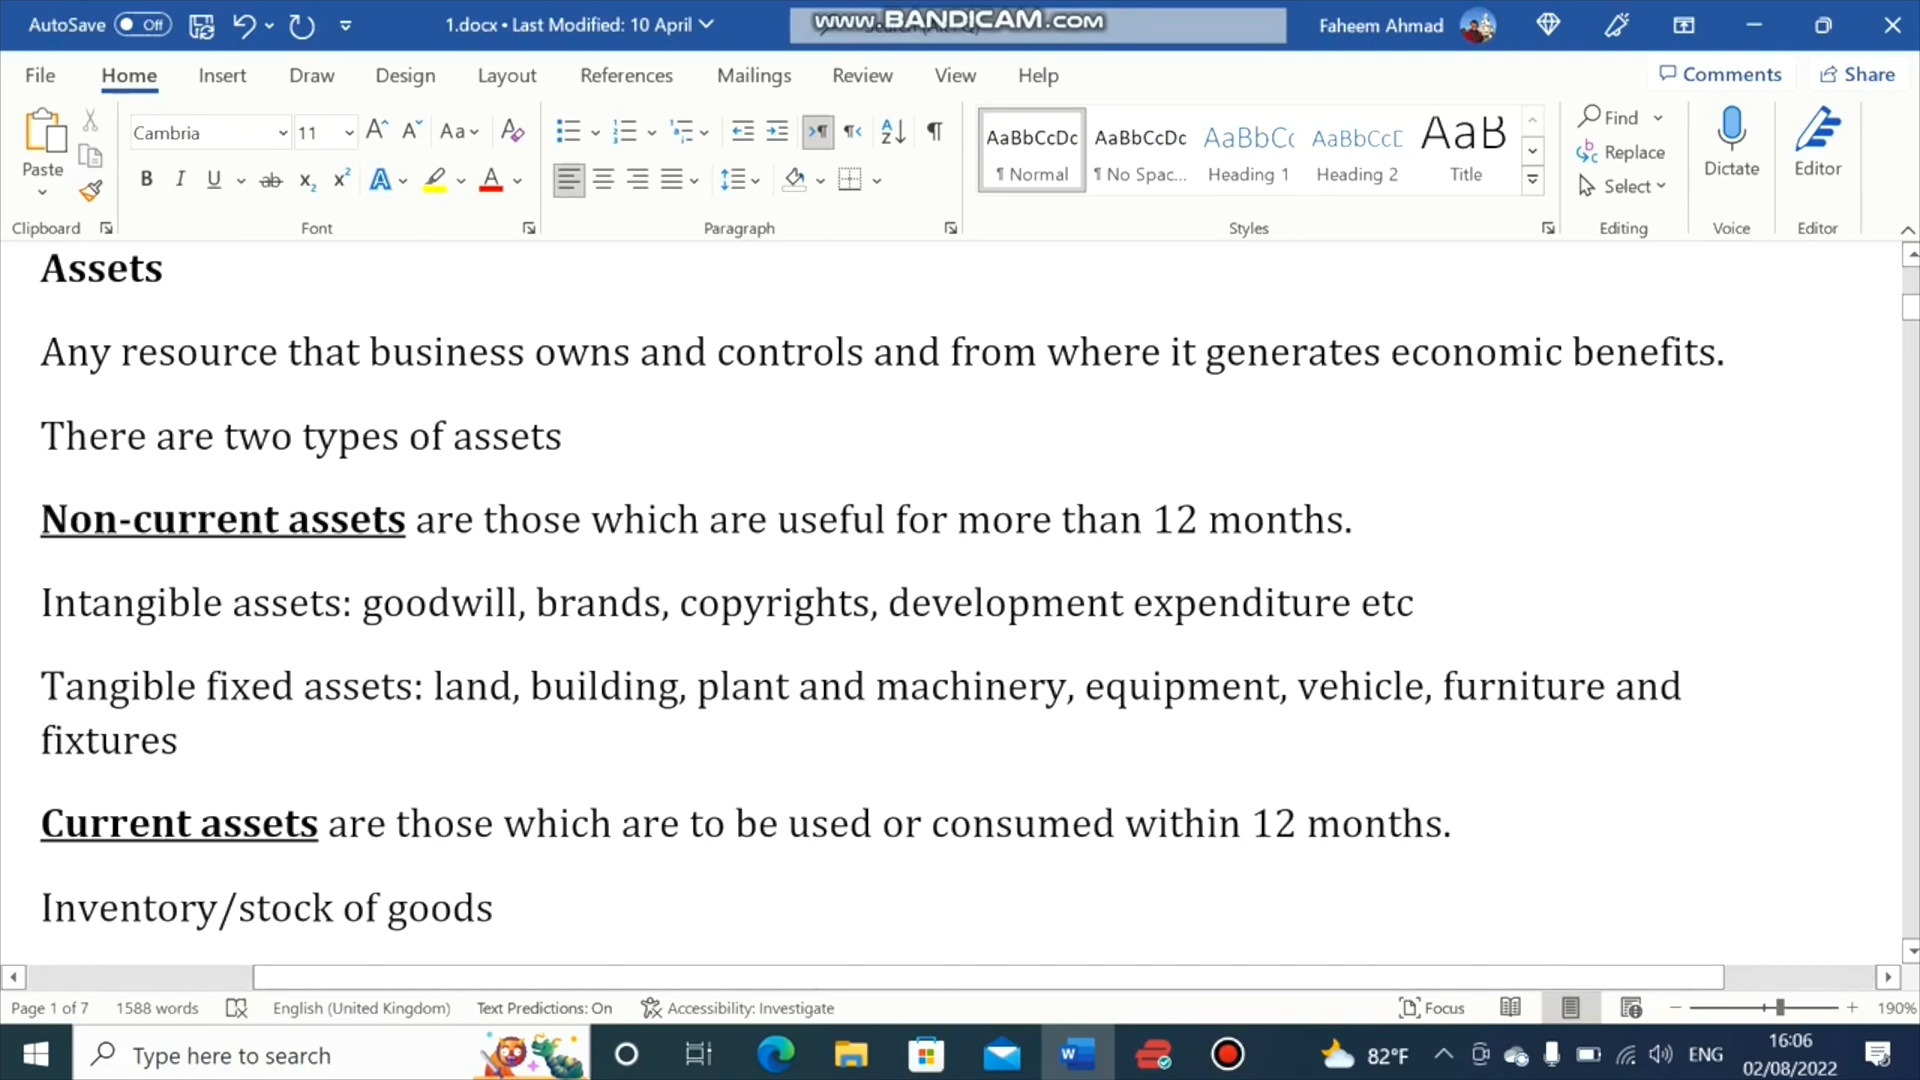 AutoSave Off 1.docx • Last Modified: 10 April www.BANDICAM.com Faheem Ahmad
File Home Insert Draw Design Layout References Mailings Review View Help Comments Share
Paste
Cambria 11 Aa
B I U ab x₂ x² A A
AaBbCcDc AaBbCcDc AaBbCc AaBbCcD AaB
¶ Normal ¶ No Spac... Heading 1 Heading 2 Title
Find
Replace
Select
Dictate Editor
Clipboard Font Paragraph Styles Editing Voice Editor
Assets
Any resource that business owns and controls and from where it generates economic benefits.
There are two types of assets
Non-current assets are those which are useful for more than 12 months.
Intangible assets: goodwill, brands, copyrights, development expenditure etc
Tangible fixed assets: land, building, plant and machinery, equipment, vehicle, furniture and
fixtures
Current assets are those which are to be used or consumed within 12 months.
Inventory/stock of goods
Page 1 of 7 1588 words English (United Kingdom) Text Predictions: On Accessibility: Investigate Focus 190%
Type here to search 82°F ENG 16:06
02/08/2022